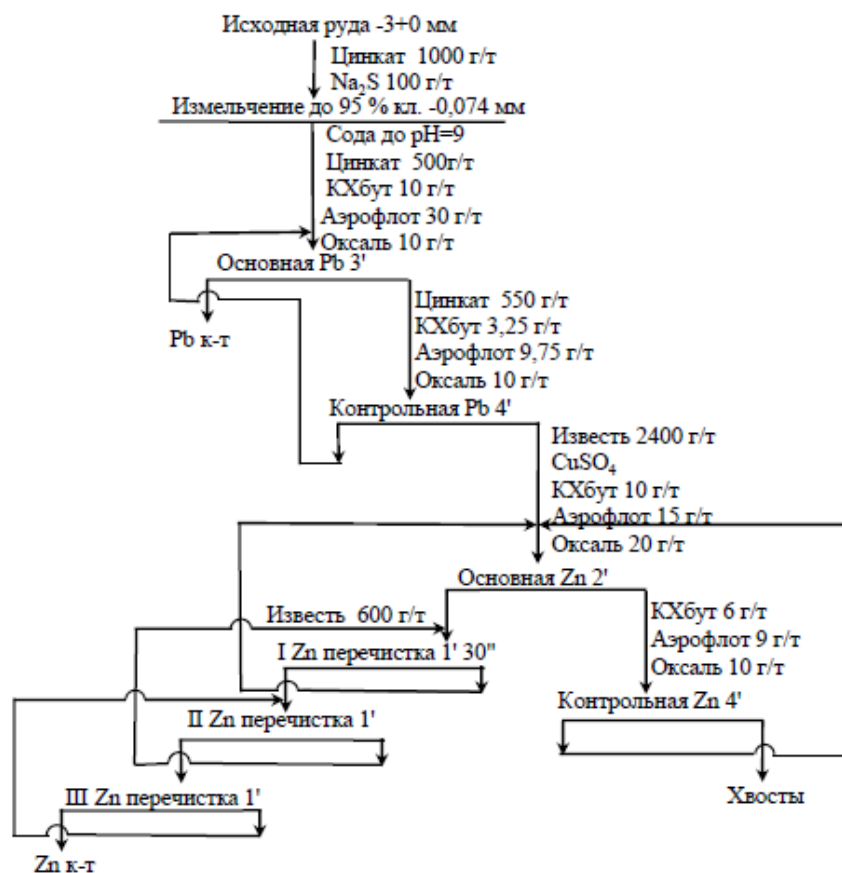 Исходная руда -3+0 мм
Цинкат 1000 г/т
Na₂S 100 г/т
Измельчение до 95 % кл. -0,074 мм
Сода до pH=9
Цинкат 500г/т
КХбут 10 г/т
Аэрофлот 30 г/т
Оксаль 10 г/т
Основная Pb 3'
Pb к-т
Цинкат 550 г/т
КХбут 3,25 г/т
Аэрофлот 9,75 г/т
Оксаль 10 г/т
Контрольная Pb 4'
Известь 2400 г/т
CuSO₄
КХбут 10 г/т
Аэрофлот 15 г/т
Оксаль 20 г/т
Основная Zn 2'
Известь 600 г/т
КХбут 6 г/т
Аэрофлот 9 г/т
Оксаль 10 г/т
I Zn перечистка 1' 30"
Контрольная Zn 4'
II Zn перечистка 1'
Хвосты
III Zn перечистка 1'
Zn к-т